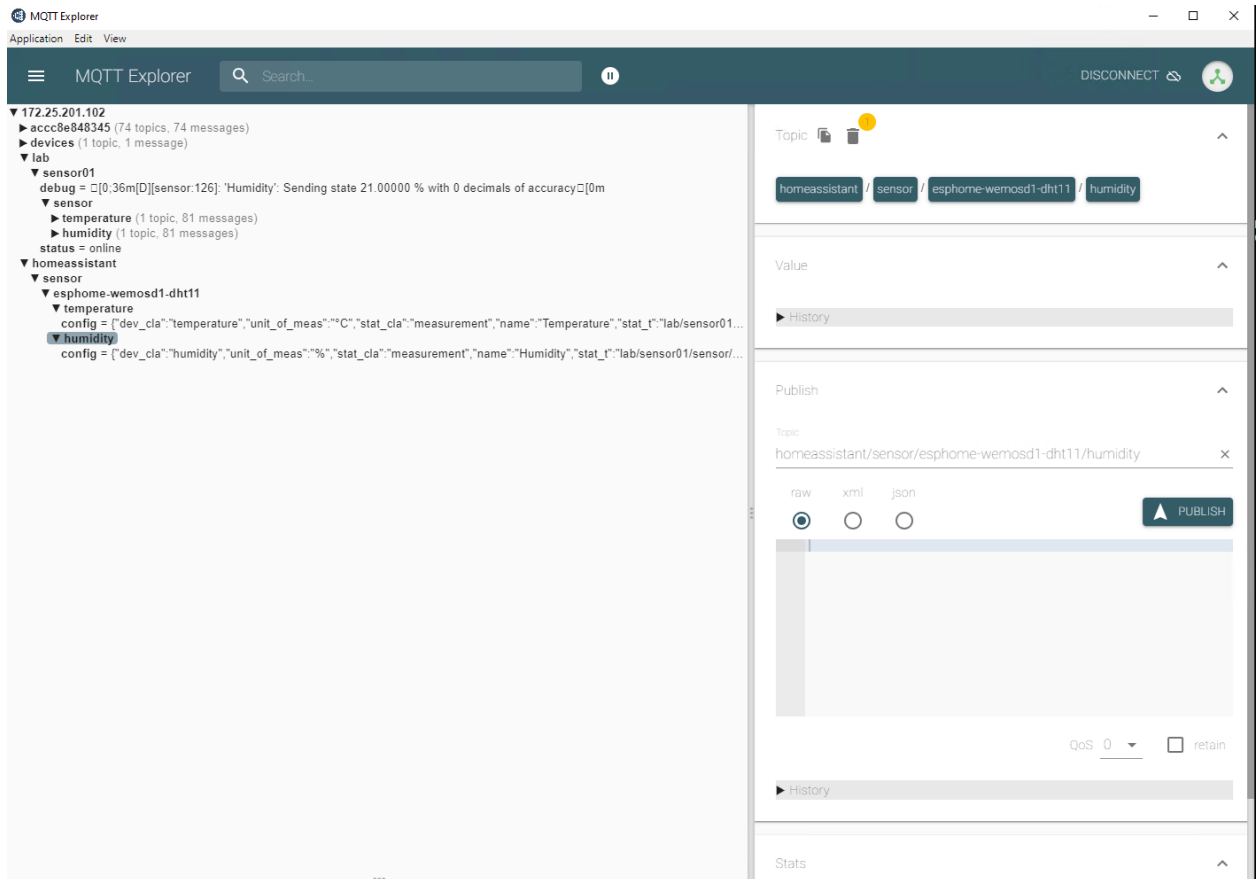 MQTT Explorer
Application Edit View
MQTT Explorer
Search...
DISCONNECT
▼ 172.25.201.102
▶ accc8e848345 (74 topics, 74 messages)
▶ devices (1 topic, 1 message)
▼ lab
▼ sensor01
debug = □[0;36m[D][sensor:126]: 'Humidity': Sending state 21.00000 % with 0 decimals of accuracy□[0m
▼ sensor
▶ temperature (1 topic, 81 messages)
▶ humidity (1 topic, 81 messages)
status = online
▼ homeassistant
▼ sensor
▼ esphome-wemosd1-dht11
▼ temperature
config = {"dev_cla":"temperature","unit_of_meas":"°C","stat_cla":"measurement","name":"Temperature","stat_t":"lab/sensor01...
▼ humidity
config = {"dev_cla":"humidity","unit_of_meas":"%","stat_cla":"measurement","name":"Humidity","stat_t":"lab/sensor01/sensor/...
Topic
1
homeassistant / sensor / esphome-wemosd1-dht11 / humidity
Value
▶ History
Publish
Topic
homeassistant/sensor/esphome-wemosd1-dht11/humidity
raw xml json
PUBLISH
QoS 0
retain
▶ History
Stats